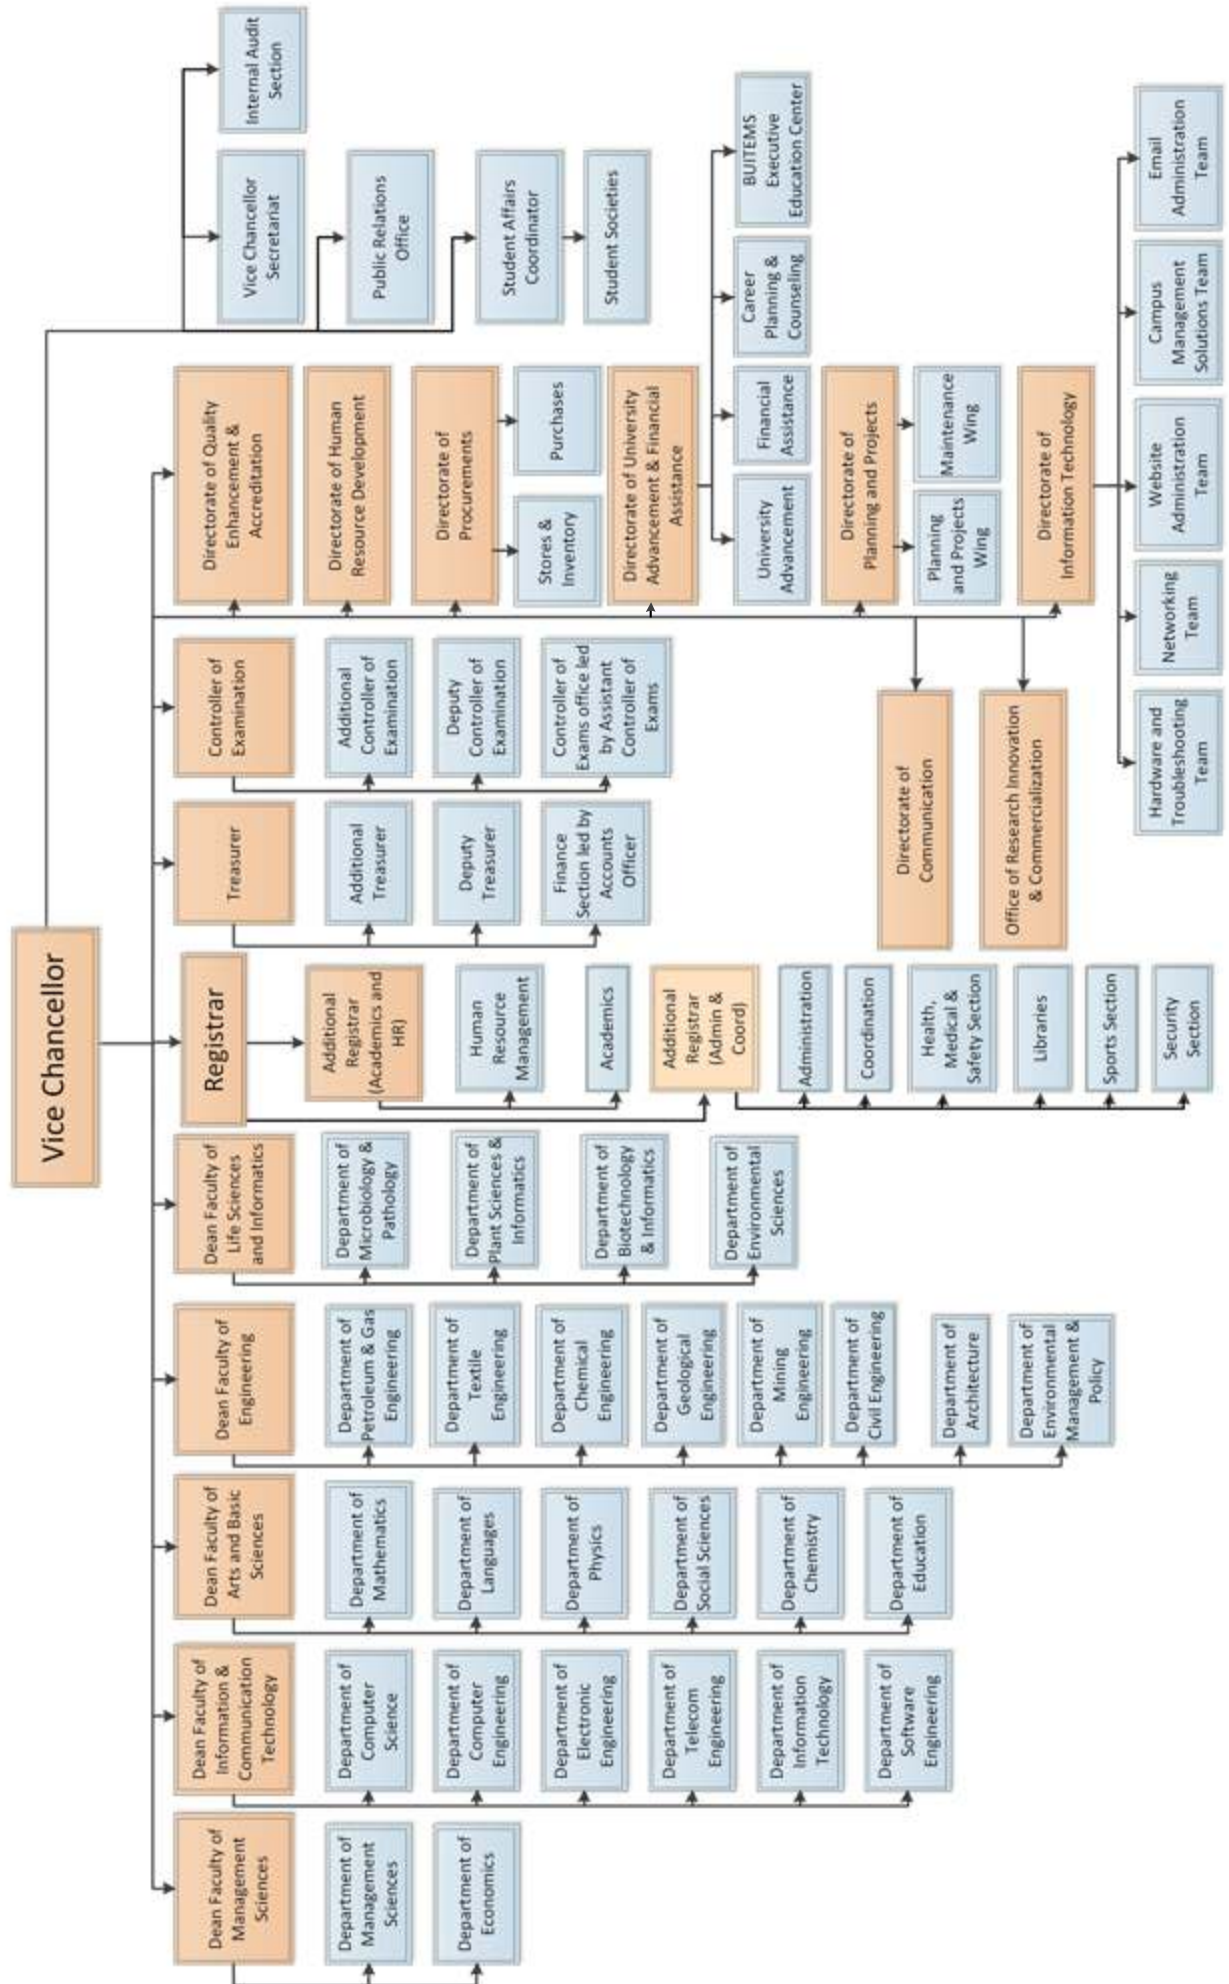 Vice Chancellor
Dean Faculty of
Management
Sciences
Department of
Management
Sciences
Department of
Economics
Dean Faculty of
Information &
Communication
Technology
Department of
Computer
Science
Department of
Computer
Engineering
Department of
Electronic
Engineering
Department of
Telecom
Engineering
Department of
Information
Technology
Department of
Software
Engineering
Dean Faculty of
Arts and Basic
Sciences
Department of
Mathematics
Department of
Languages
Department of
Physics
Department of
Social Sciences
Department of
Chemistry
Department of
Education
Dean Faculty of
Engineering
Department of
Petroleum & Gas
Engineering
Department of
Textile
Engineering
Department of
Chemical
Engineering
Department of
Geological
Engineering
Department of
Mining
Engineering
Department of
Civil Engineering
Department of
Architecture
Department of
Environmental
Management &
Policy
Dean Faculty of
Life Sciences
and Informatics
Department of
Microbiology &
Pathology
Department of
Plant Sciences &
Informatics
Department of
Biotechnology
& Informatics
Department of
Environmental
Sciences
Registrar
Additional
Registrar
(Academics and
HR)
Human
Resource
Management
Academics
Additional
Registrar
(Admin &
Coord)
Administration
Coordination
Health,
Medical &
Safety Section
Libraries
Sports Section
Security
Section
Treasurer
Additional
Treasurer
Deputy
Treasurer
Finance
Section led by
Accounts
Officer
Controller of
Examination
Additional
Controller of
Examination
Deputy
Controller of
Examination
Controller of
Exams office led
by Assistant
Controller of
Exams
Directorate of
Communication
Office of Research Innovation
& Commercialization
Directorate of Quality
Enhancement &
Accreditation
Directorate of Human
Resource Development
Directorate of
Procurements
Stores &
Inventory
Purchases
Directorate of University
Advancement & Financial
Assistance
University
Advancement
Financial
Assistance
Career
Planning &
Counseling
BUITEMS
Executive
Education Center
Directorate of
Planning and Projects
Planning
and Projects
Wing
Maintenance
Wing
Directorate of
Information Technology
Hardware and
Troubleshooting
Team
Networking
Team
Website
Administration
Team
Campus
Management
Solutions Team
Email
Administration
Team
Vice Chancellor
Secretariat
Internal Audit
Section
Public Relations
Office
Student Affairs
Coordinator
Student Societies